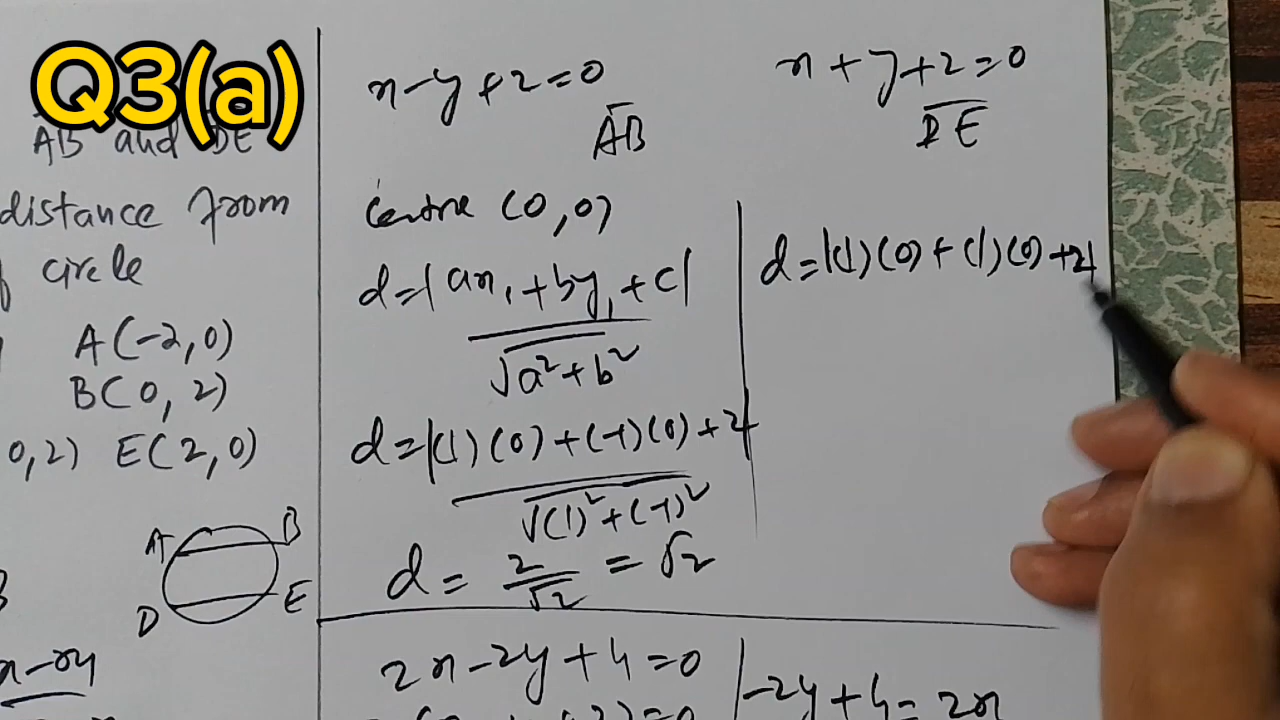 Q3(a)
AB and DE
distance from
circle
A(-2,0)
B(0, 2)
0,2) E(2,0)
A B
D E
x-y+2=0
AB
centre (0,0)
d=|ax₁+by₁+c|
√a²+b²
d=|(1)(0)+(-1)(0)+2|
√(1)²+(-1)²
d= 2/√2 = √2
2x-2y+4=0
x+y+2=0
DE
d=|(1)(0)+(1)(0)+2|
-2y+4=2x